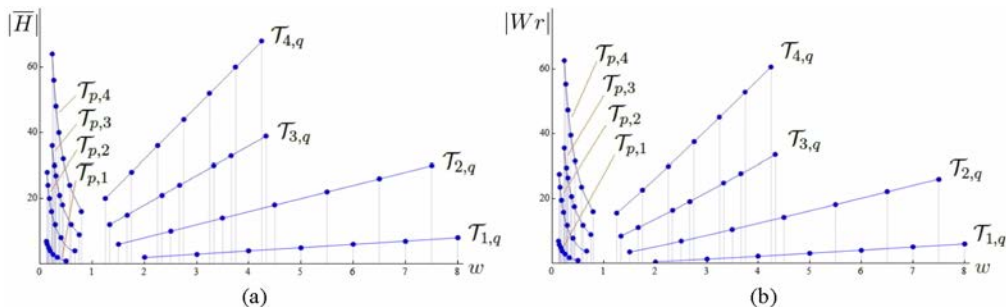 |H̅|
𝒯4,q
60
𝒯p,4
40
𝒯p,3
𝒯3,q
𝒯p,2
𝒯2,q
𝒯p,1
20
𝒯1,q
0 1 2 3 4 5 6 7 8 w
(a)
|Wr|
𝒯4,q
60
𝒯p,4
𝒯p,3
40
𝒯p,2
𝒯3,q
𝒯p,1
𝒯2,q
20
𝒯1,q
0 1 2 3 4 5 6 7 8 w
(b)